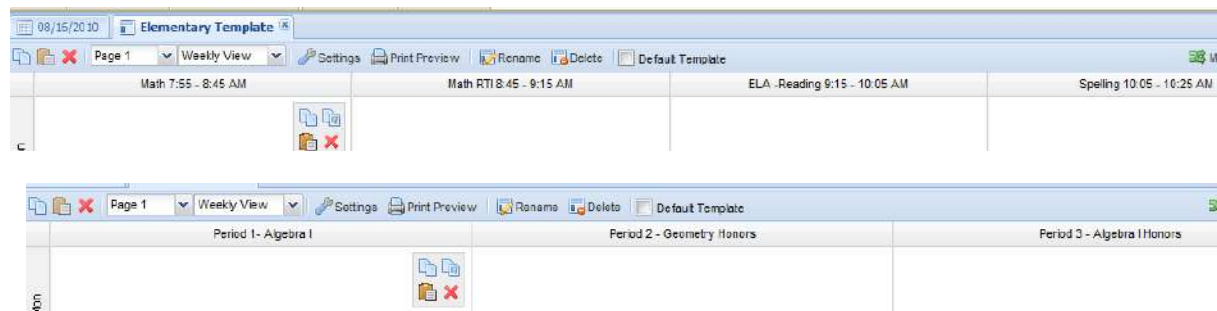 08/15/2010 Elementary Template
Page 1 Weekly View Settings Print Preview Rename Delete Default Template
Math 7:55 - 8:45 AM Math RTI 8:45 - 9:15 AM ELA -Reading 9:15 - 10:05 AM Spelling 10:05 - 10:25 AM
Page 1 Weekly View Settings Print Preview Rename Delete Default Template
Period 1- Algebra I Period 2 - Geometry Honors Period 3 - Algebra I Honors
Mon